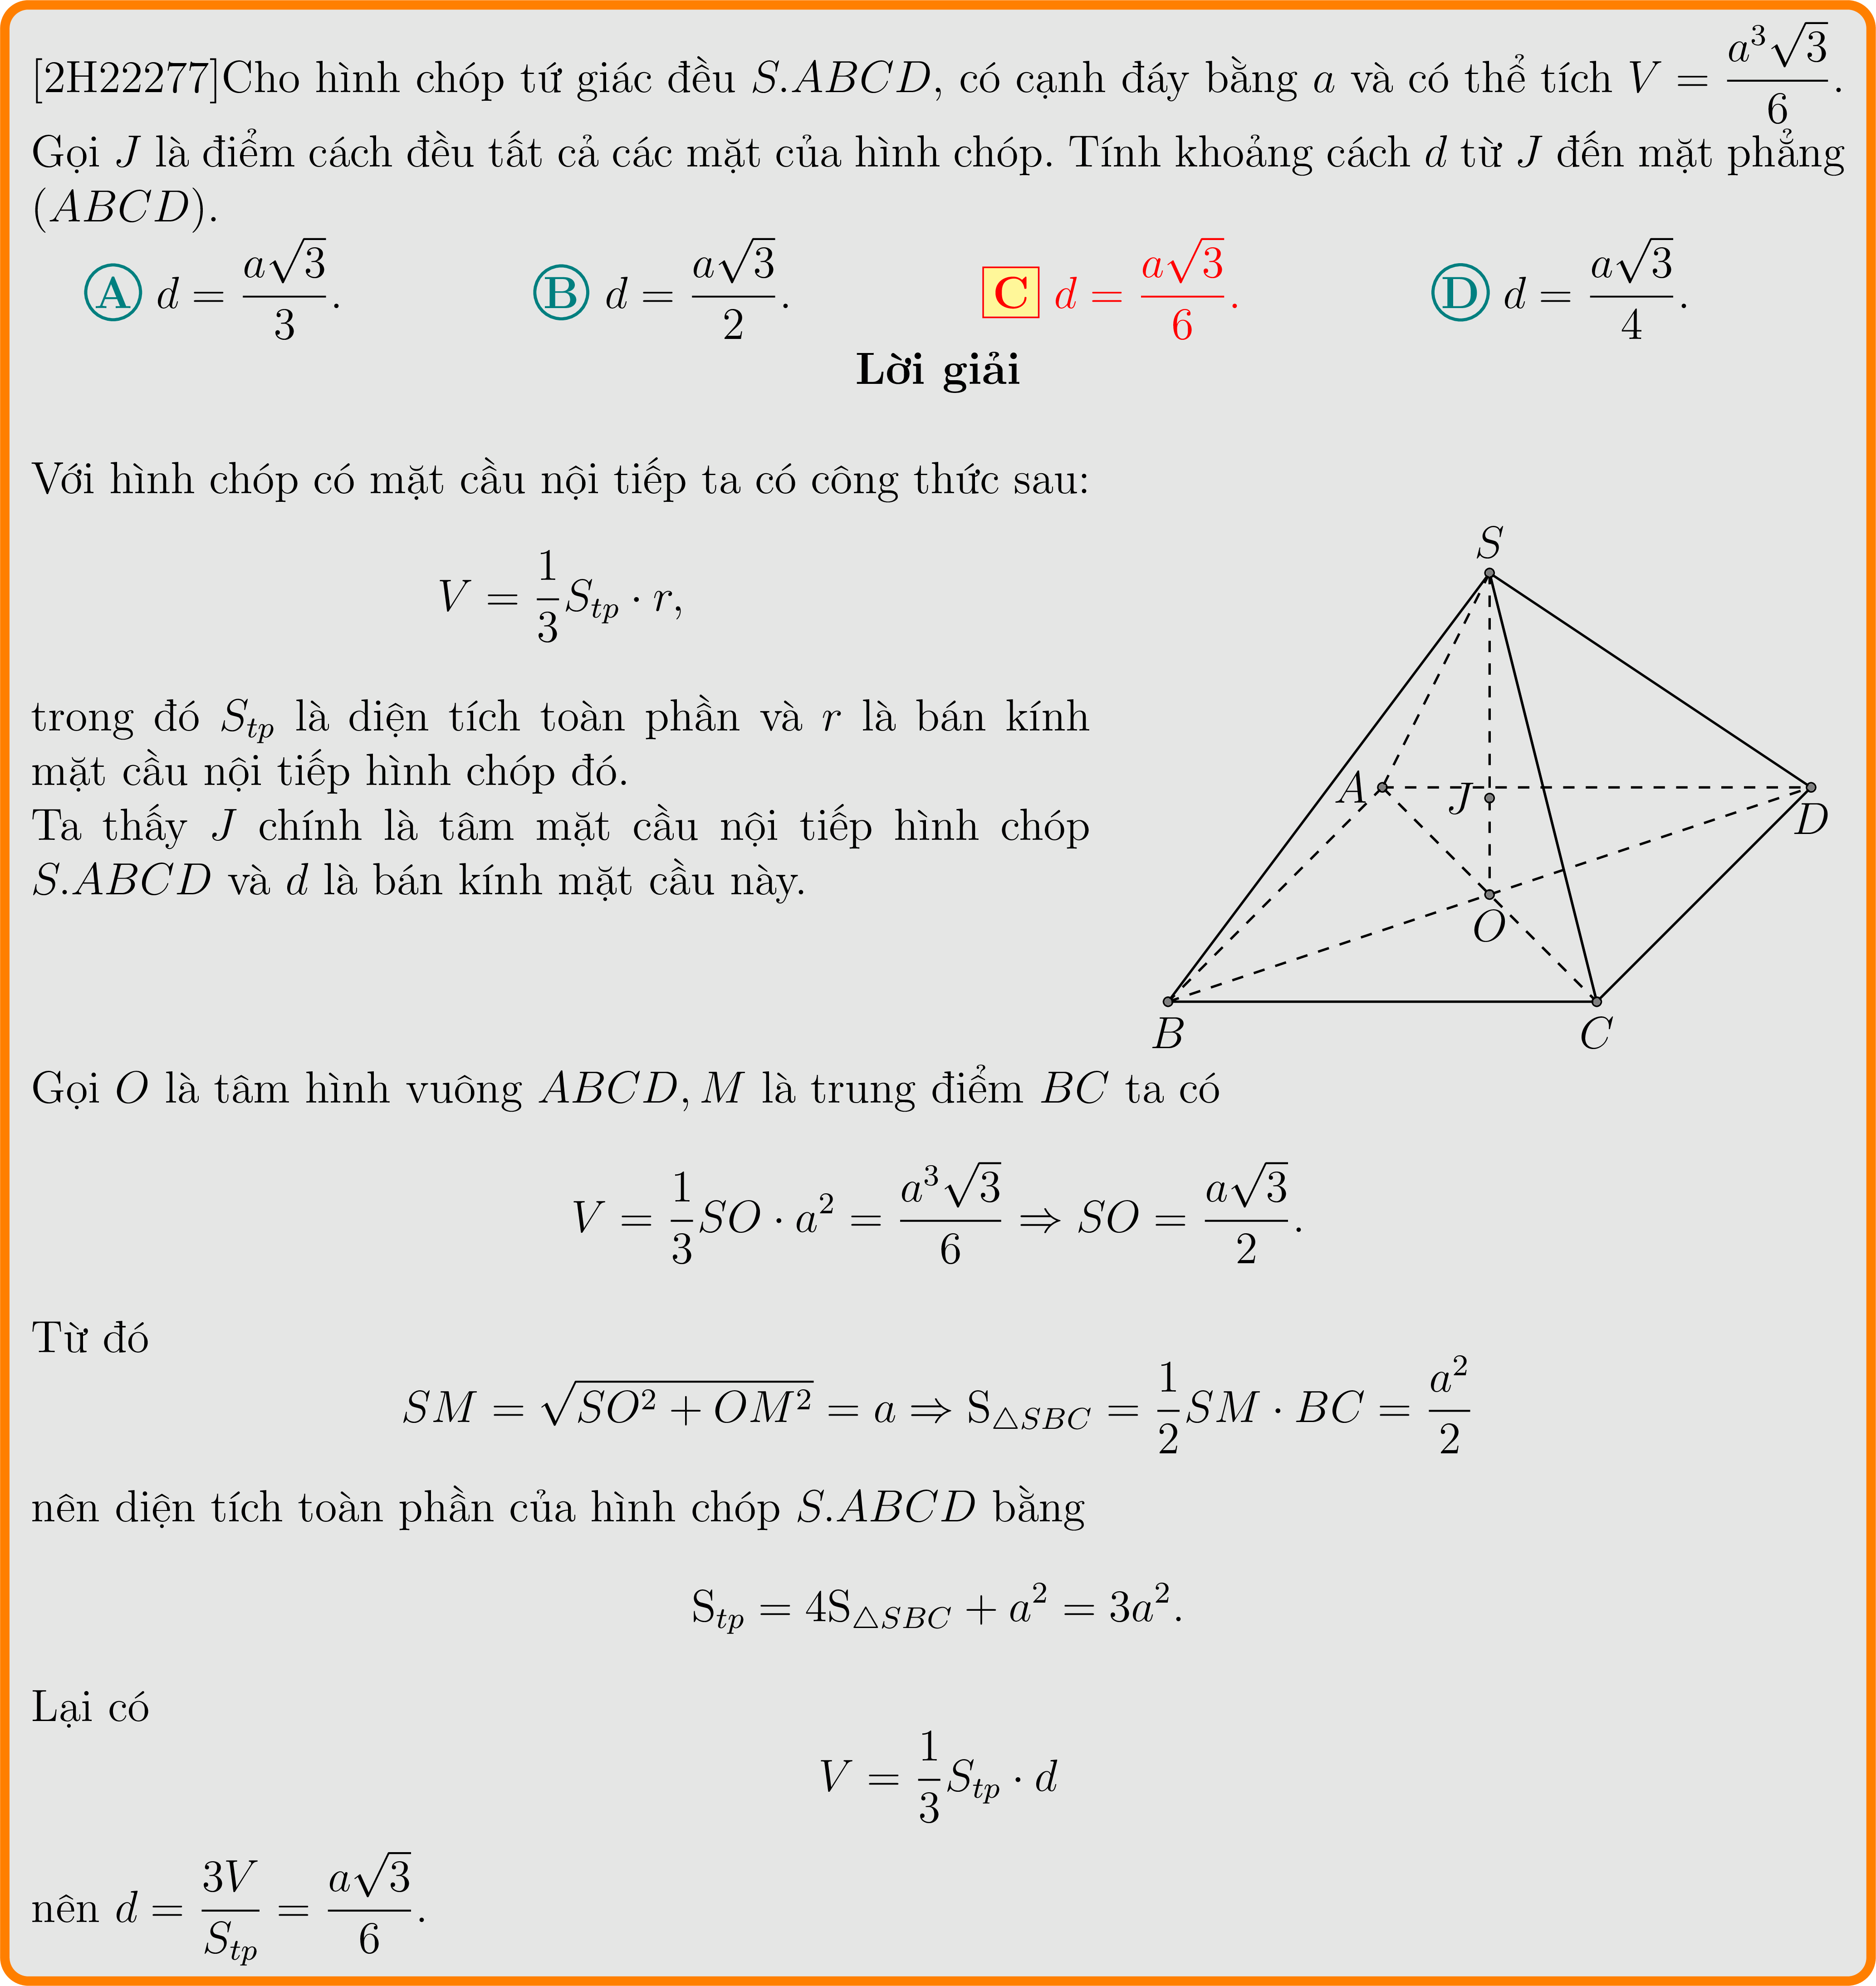 [2H22277]Cho hình chóp tứ giác đều S.ABCD, có cạnh đáy bằng a và có thể tích V = \frac{a^3\sqrt{3}}{6}.
Gọi J là điểm cách đều tất cả các mặt của hình chóp. Tính khoảng cách d từ J đến mặt phẳng
(ABCD).
A d = \frac{a\sqrt{3}}{3}. B d = \frac{a\sqrt{3}}{2}. C d = \frac{a\sqrt{3}}{6}. D d = \frac{a\sqrt{3}}{4}.
Lời giải
Với hình chóp có mặt cầu nội tiếp ta có công thức sau:
V = \frac{1}{3}S_{tp} · r,
trong đó S_{tp} là diện tích toàn phần và r là bán kính
mặt cầu nội tiếp hình chóp đó.
Ta thấy J chính là tâm mặt cầu nội tiếp hình chóp
S.ABCD và d là bán kính mặt cầu này.
S
A
J
D
O
B
C
Gọi O là tâm hình vuông ABCD, M là trung điểm BC ta có
V = \frac{1}{3}SO · a^2 = \frac{a^3\sqrt{3}}{6} ⇒ SO = \frac{a\sqrt{3}}{2}.
Từ đó
SM = \sqrt{SO^2 + OM^2} = a ⇒ S_{△SBC} = \frac{1}{2}SM · BC = \frac{a^2}{2}
nên diện tích toàn phần của hình chóp S.ABCD bằng
S_{tp} = 4S_{△SBC} + a^2 = 3a^2.
Lại có
V = \frac{1}{3}S_{tp} · d
nên d = \frac{3V}{S_{tp}} = \frac{a\sqrt{3}}{6}.